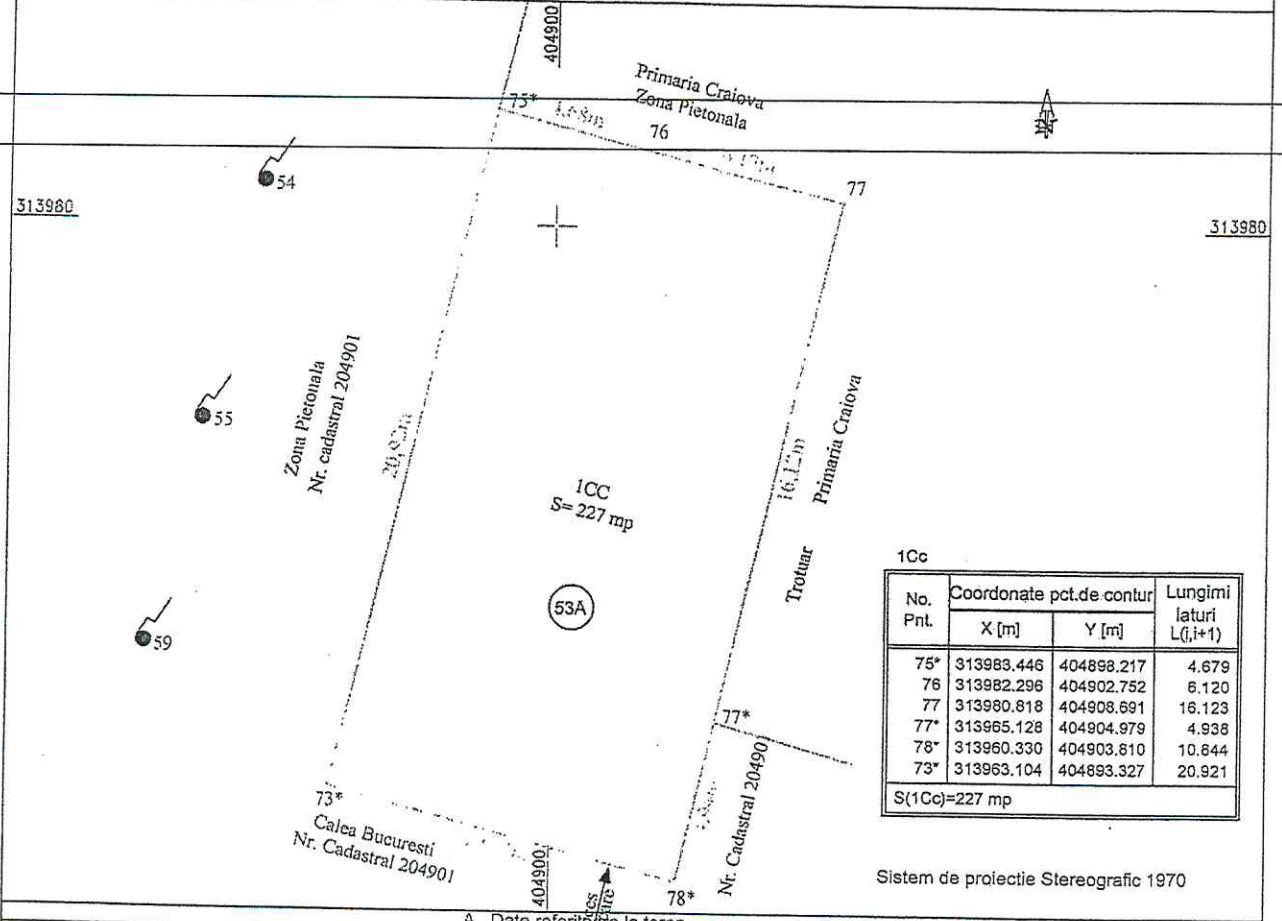 404900
Primaria Craiova
Zona Pietonala
75*
76
77
54
313980
313980
Zona Pietonala
Nr. cadastral 204901
55
1CC
S= 227 mp
16,12m
Primaria Craiova
Trotuar
53A
59
77*
Nr. Cadastral 20490
73*
Calea Bucuresti
Nr. Cadastral 204901
404900
78*
1Cc
No. Pnt. Coordonate pct.de contur Lungimi laturi L(i,i+1)
X [m] Y [m]
75* 313983.446 404898.217 4.679
76 313982.296 404902.752 6.120
77 313980.818 404908.691 16.123
77* 313965.128 404904.979 4.938
78* 313960.330 404903.810 10.844
73* 313963.104 404893.327 20.921
S(1Cc)=227 mp
Sistem de proiectie Stereografic 1970